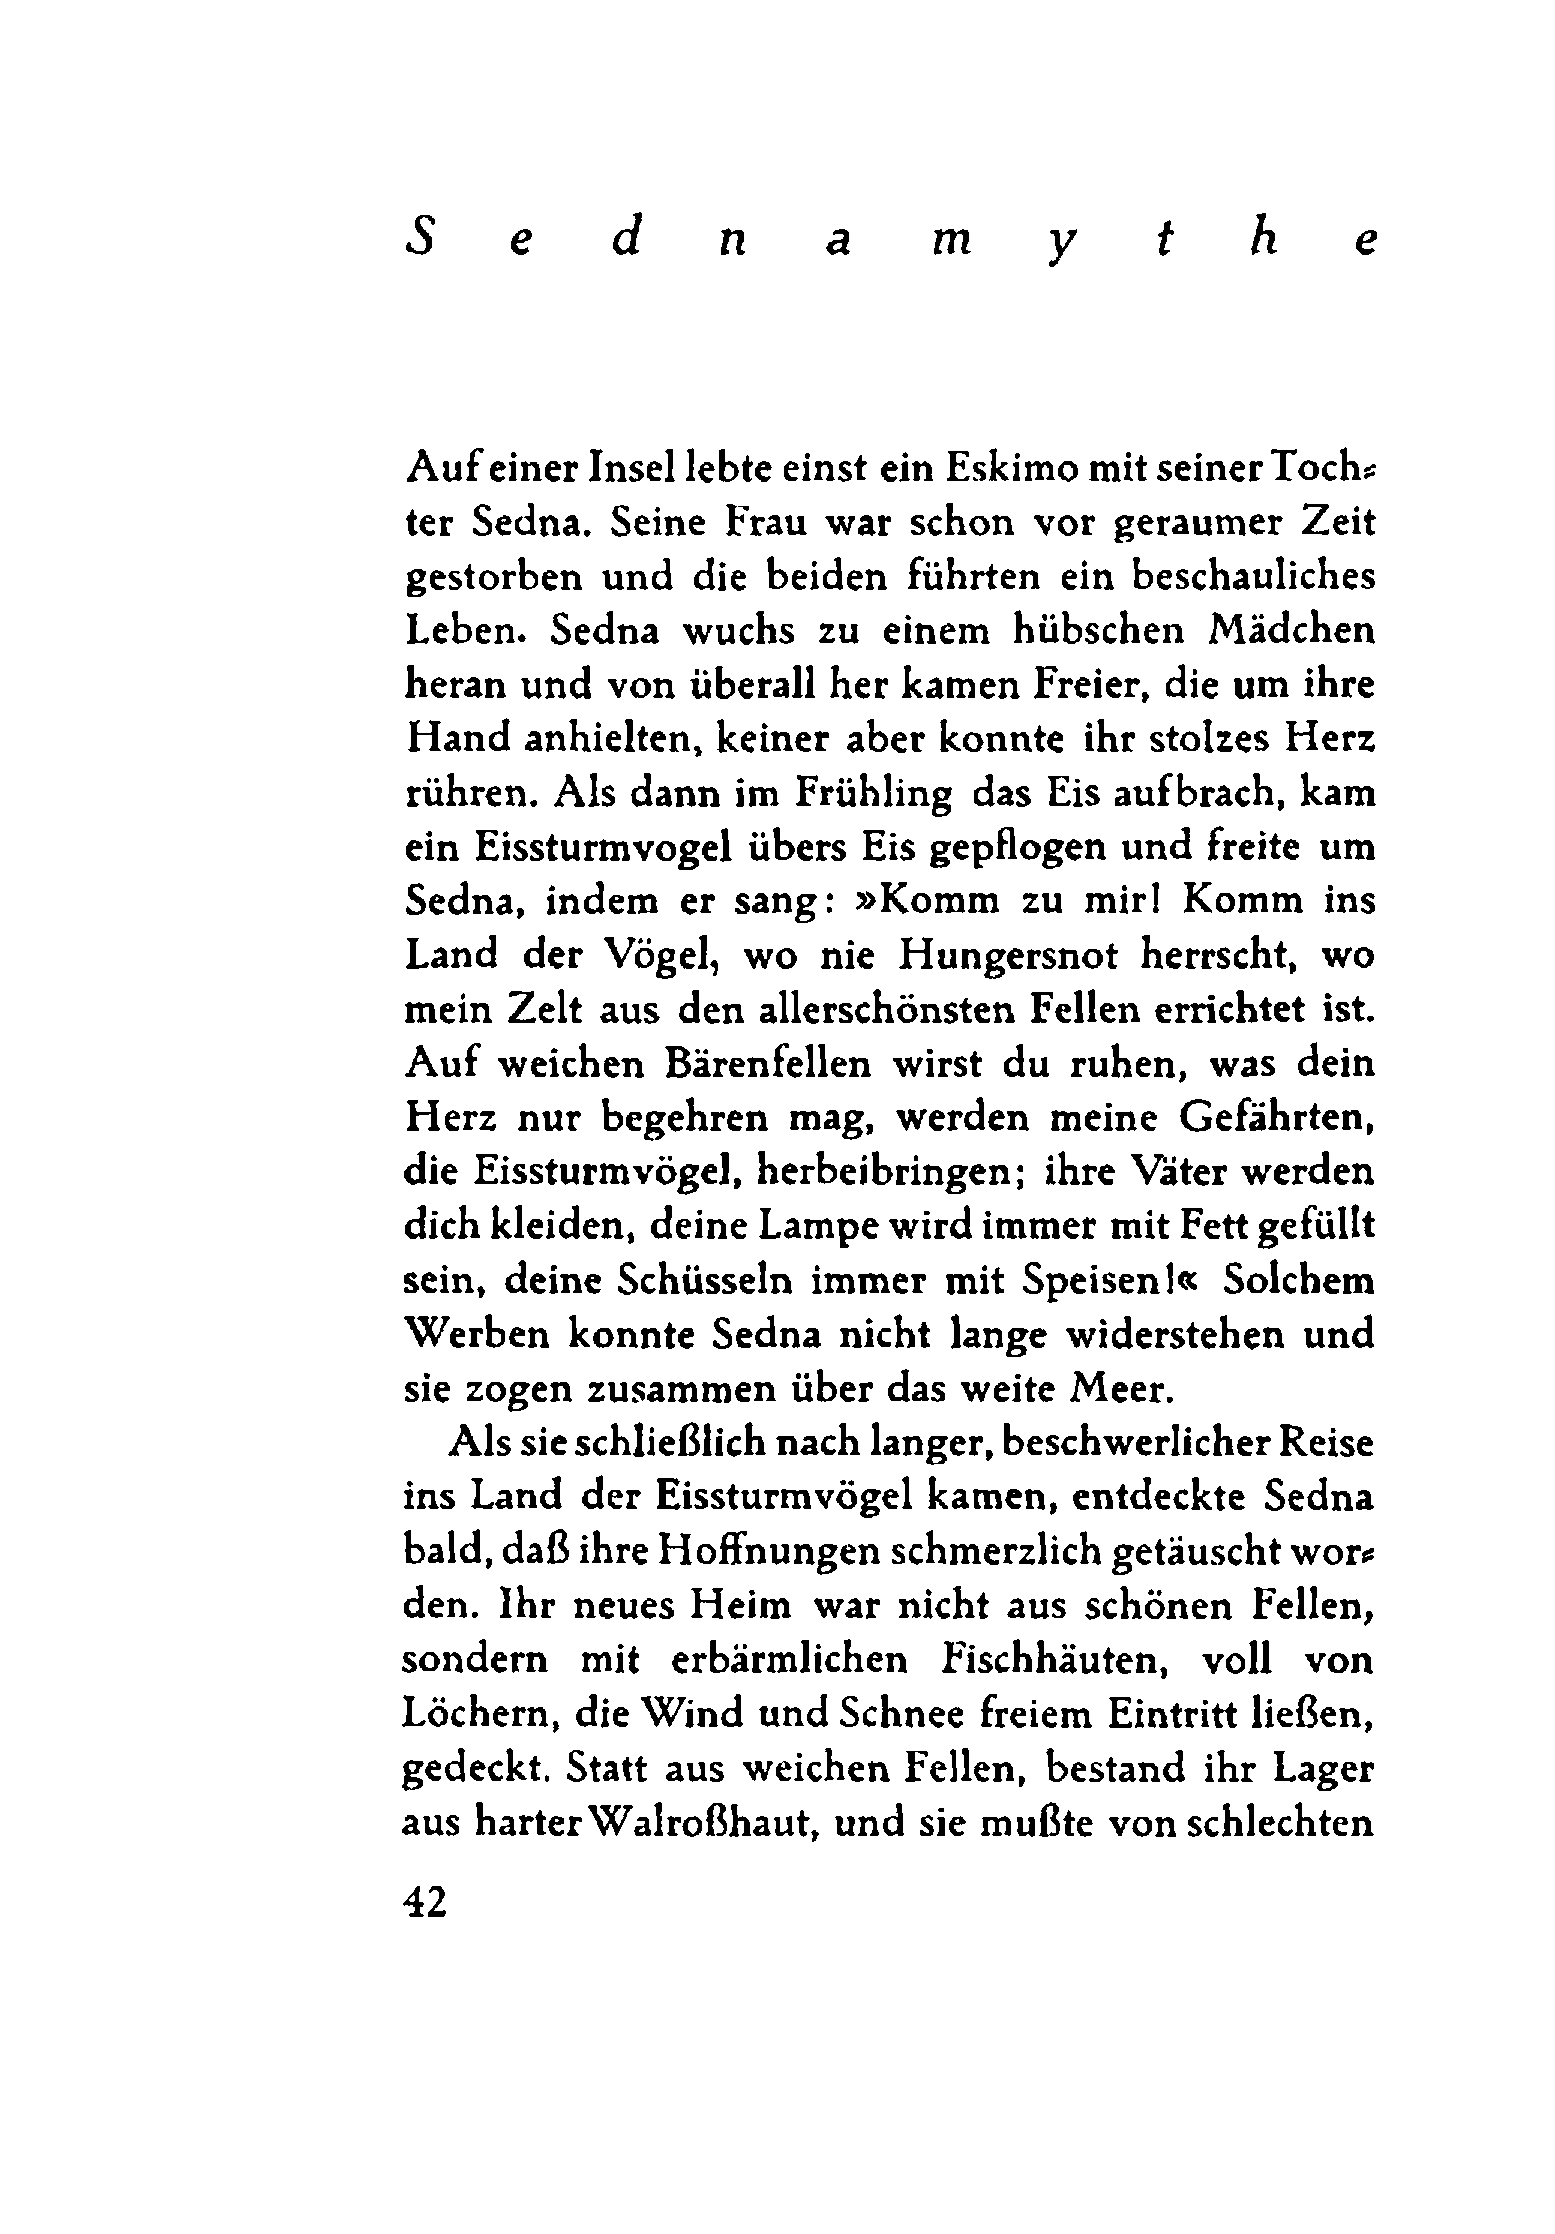 Sednamythe
Auf einer Insel lebte einst ein Eskimo mit seiner Toch-
ter Sedna. Seine Frau war schon vor geraumer Zeit
gestorben und die beiden führten ein beschauliches
Leben. Sedna wuchs zu einem hübschen Mädchen
heran und von überall her kamen Freier, die um ihre
Hand anhielten, keiner aber konnte ihr stolzes Herz
rühren. Als dann im Frühling das Eis aufbrach, kam
ein Eissturmvogel übers Eis gepflogen und freite um
Sedna, indem er sang: »Komm zu mir! Komm ins
Land der Vögel, wo nie Hungersnot herrscht, wo
mein Zelt aus den allerschönsten Fellen errichtet ist.
Auf weichen Bärenfellen wirst du ruhen, was dein
Herz nur begehren mag, werden meine Gefährten,
die Eissturmvögel, herbeibringen; ihre Väter werden
dich kleiden, deine Lampe wird immer mit Fett gefüllt
sein, deine Schüsseln immer mit Speisen!« Solchem
Werben konnte Sedna nicht lange widerstehen und
sie zogen zusammen über das weite Meer.
Als sie schließlich nach langer, beschwerlicher Reise
ins Land der Eissturmvögel kamen, entdeckte Sedna
bald, daß ihre Hoffnungen schmerzlich getäuscht wor-
den. Ihr neues Heim war nicht aus schönen Fellen,
sondern mit erbärmlichen Fischhäuten, voll von
Löchern, die Wind und Schnee freiem Eintritt ließen,
gedeckt. Statt aus weichen Fellen, bestand ihr Lager
aus harter Walroßhaut, und sie mußte von schlechten
42